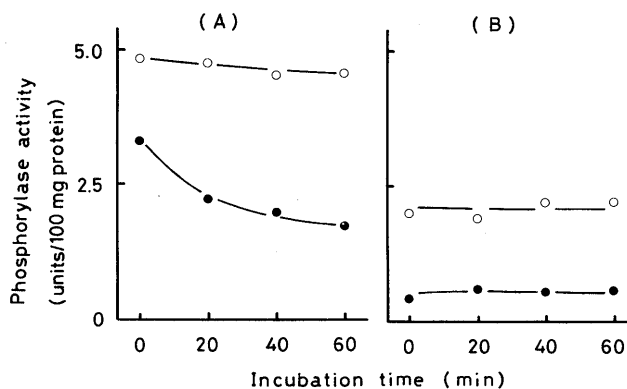 (A)
(B)
Phosphorylase activity
(units/100 mg protein)
5.0
2.5
0
0 20 40 60
0 20 40 60
Incubation time (min)